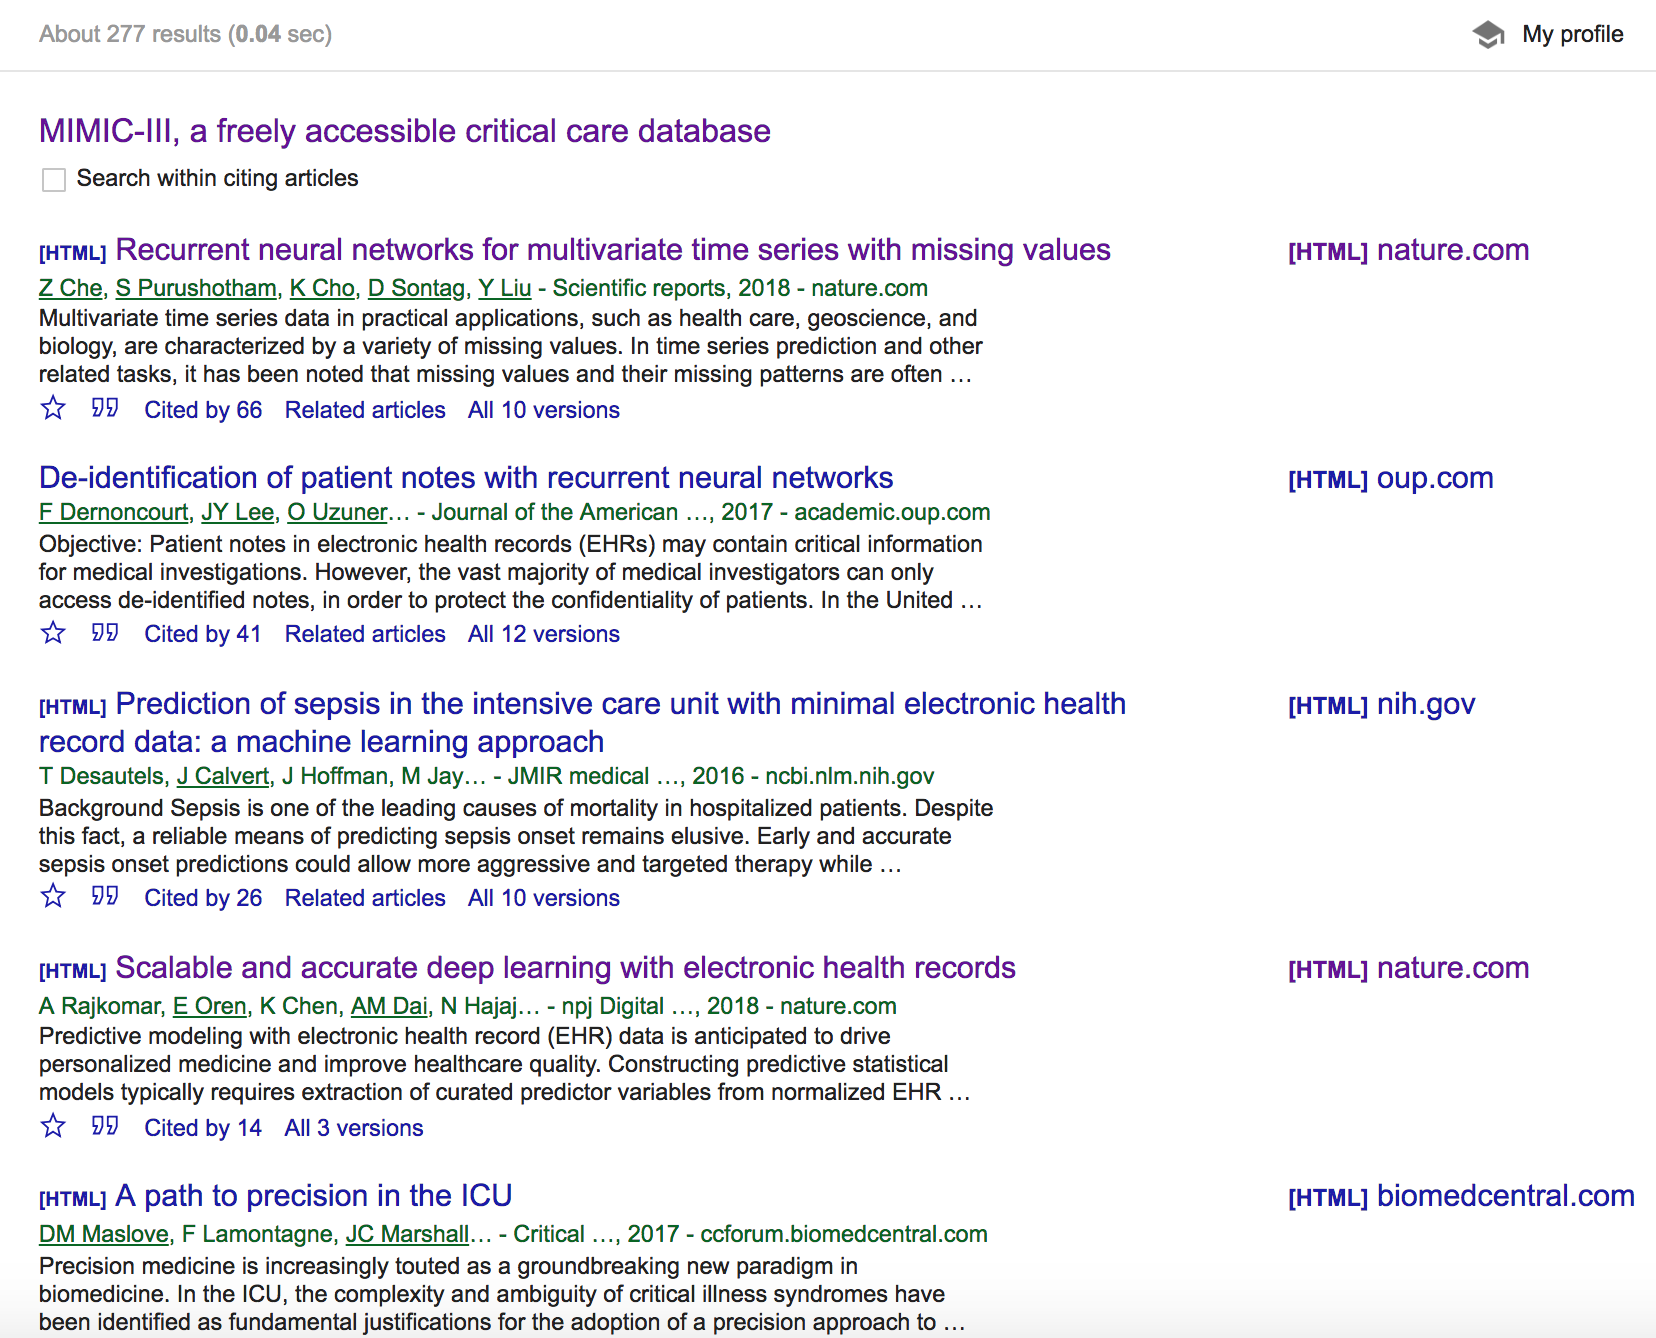 About 277 results (0.04 sec)
My profile
MIMIC-III, a freely accessible critical care database
Search within citing articles
[HTML] Recurrent neural networks for multivariate time series with missing values
[HTML] nature.com
Z Che, S Purushotham, K Cho, D Sontag, Y Liu - Scientific reports, 2018 - nature.com
Multivariate time series data in practical applications, such as health care, geoscience, and
biology, are characterized by a variety of missing values. In time series prediction and other
related tasks, it has been noted that missing values and their missing patterns are often …
Cited by 66 Related articles All 10 versions
De-identification of patient notes with recurrent neural networks
[HTML] oup.com
F Dernoncourt, JY Lee, O Uzuner… - Journal of the American …, 2017 - academic.oup.com
Objective: Patient notes in electronic health records (EHRs) may contain critical information
for medical investigations. However, the vast majority of medical investigators can only
access de-identified notes, in order to protect the confidentiality of patients. In the United …
Cited by 41 Related articles All 12 versions
[HTML] Prediction of sepsis in the intensive care unit with minimal electronic health
record data: a machine learning approach
[HTML] nih.gov
T Desautels, J Calvert, J Hoffman, M Jay… - JMIR medical …, 2016 - ncbi.nlm.nih.gov
Background Sepsis is one of the leading causes of mortality in hospitalized patients. Despite
this fact, a reliable means of predicting sepsis onset remains elusive. Early and accurate
sepsis onset predictions could allow more aggressive and targeted therapy while …
Cited by 26 Related articles All 10 versions
[HTML] Scalable and accurate deep learning with electronic health records
[HTML] nature.com
A Rajkomar, E Oren, K Chen, AM Dai, N Hajaj… - npj Digital …, 2018 - nature.com
Predictive modeling with electronic health record (EHR) data is anticipated to drive
personalized medicine and improve healthcare quality. Constructing predictive statistical
models typically requires extraction of curated predictor variables from normalized EHR …
Cited by 14 All 3 versions
[HTML] A path to precision in the ICU
[HTML] biomedcentral.com
DM Maslove, F Lamontagne, JC Marshall… - Critical …, 2017 - ccforum.biomedcentral.com
Precision medicine is increasingly touted as a groundbreaking new paradigm in
biomedicine. In the ICU, the complexity and ambiguity of critical illness syndromes have
been identified as fundamental justifications for the adoption of a precision approach to …